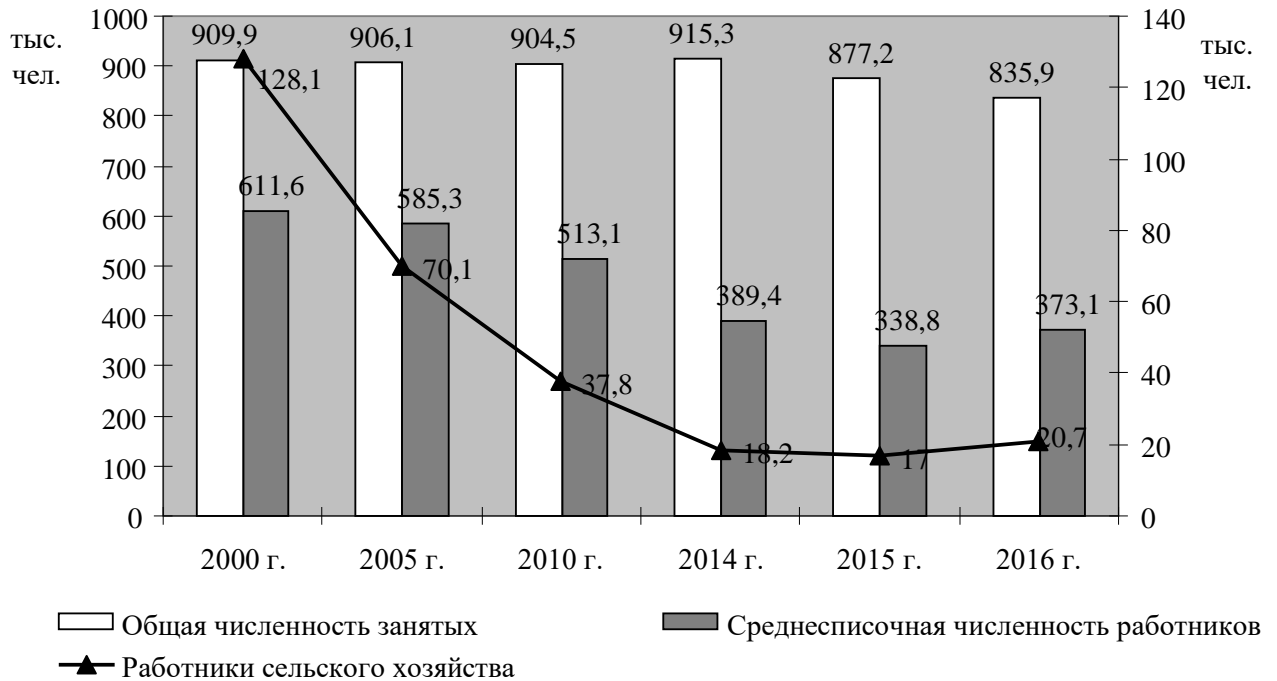 тыс.
чел.
1000
900
800
700
600
500
400
300
200
100
0
140
120
100
80
60
40
20
0
тыс.
чел.
909,9
906,1
904,5
915,3
877,2
835,9
128,1
611,6
585,3
513,1
389,4
338,8
373,1
70,1
37,8
18,2
17
20,7
2000 г.
2005 г.
2010 г.
2014 г.
2015 г.
2016 г.
Общая численность занятых
Среднесписочная численность работников
Работники сельского хозяйства